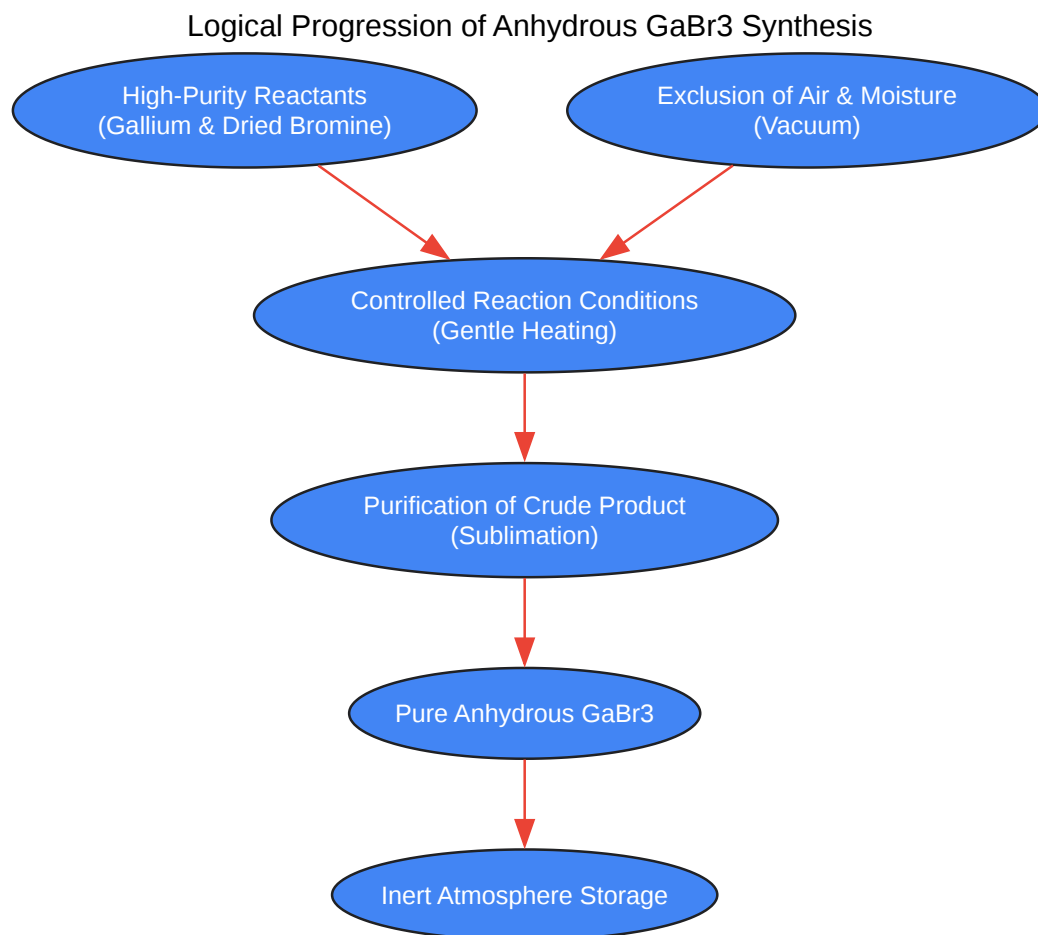 Logical Progression of Anhydrous GaBr3 Synthesis
High-Purity Reactants
(Gallium & Dried Bromine)
Exclusion of Air & Moisture
(Vacuum)
Controlled Reaction Conditions
(Gentle Heating)
Purification of Crude Product
(Sublimation)
Pure Anhydrous GaBr3
Inert Atmosphere Storage